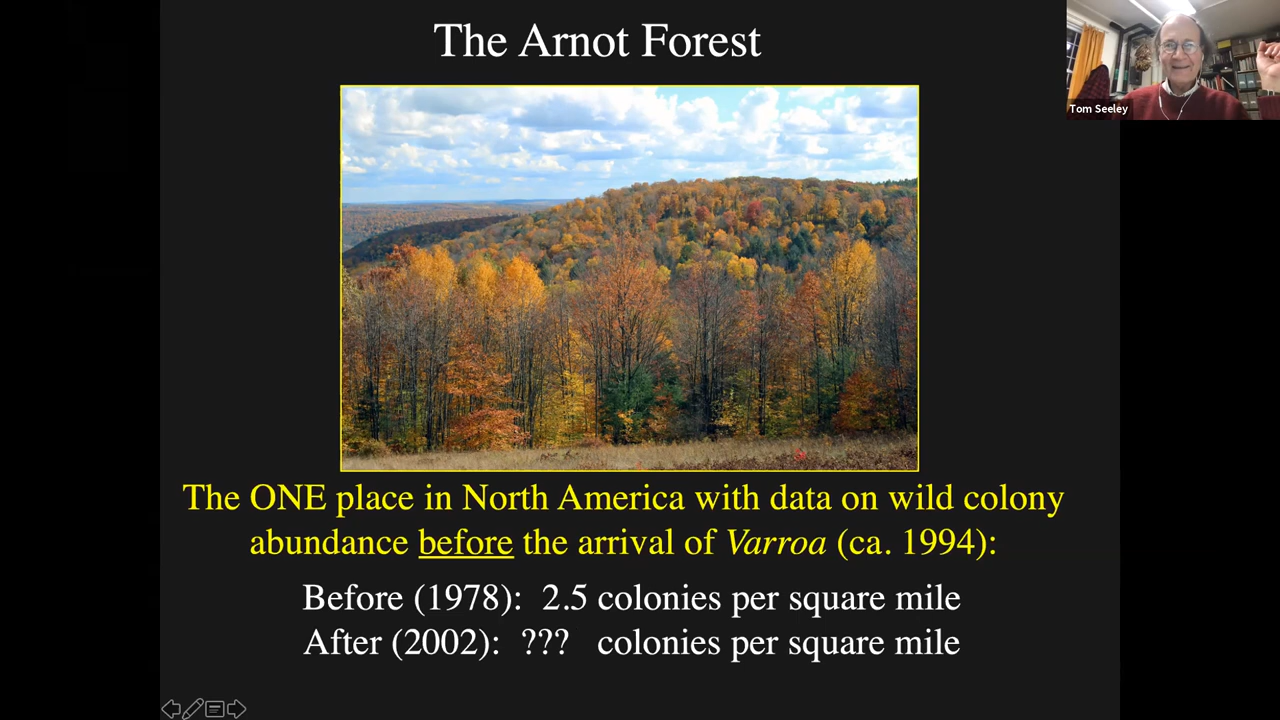 The Arnot Forest
Tom Seeley
The ONE place in North America with data on wild colony
abundance before the arrival of Varroa (ca. 1994):
Before (1978): 2.5 colonies per square mile
After (2002): ??? colonies per square mile